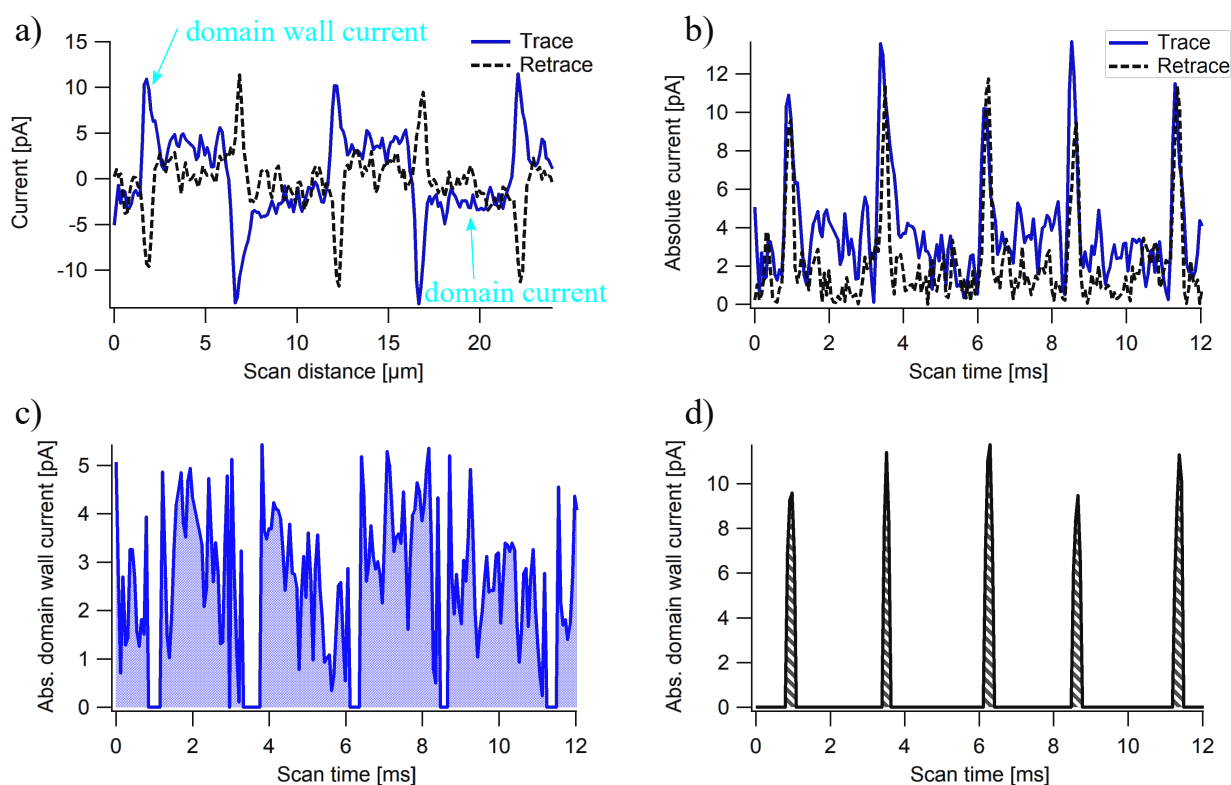 a)
domain wall current
Trace
Retrace
15
10
5
0
-5
-10
Current [pA]
domain current
0
5
10
15
20
Scan distance [µm]
b)
Trace
Retrace
12
10
8
6
4
2
0
Absolute current [pA]
0
2
4
6
8
10
12
Scan time [ms]
c)
5
4
3
2
1
0
Abs. domain wall current [pA]
0
2
4
6
8
10
12
Scan time [ms]
d)
10
8
6
4
2
0
Abs. domain wall current [pA]
0
2
4
6
8
10
12
Scan time [ms]